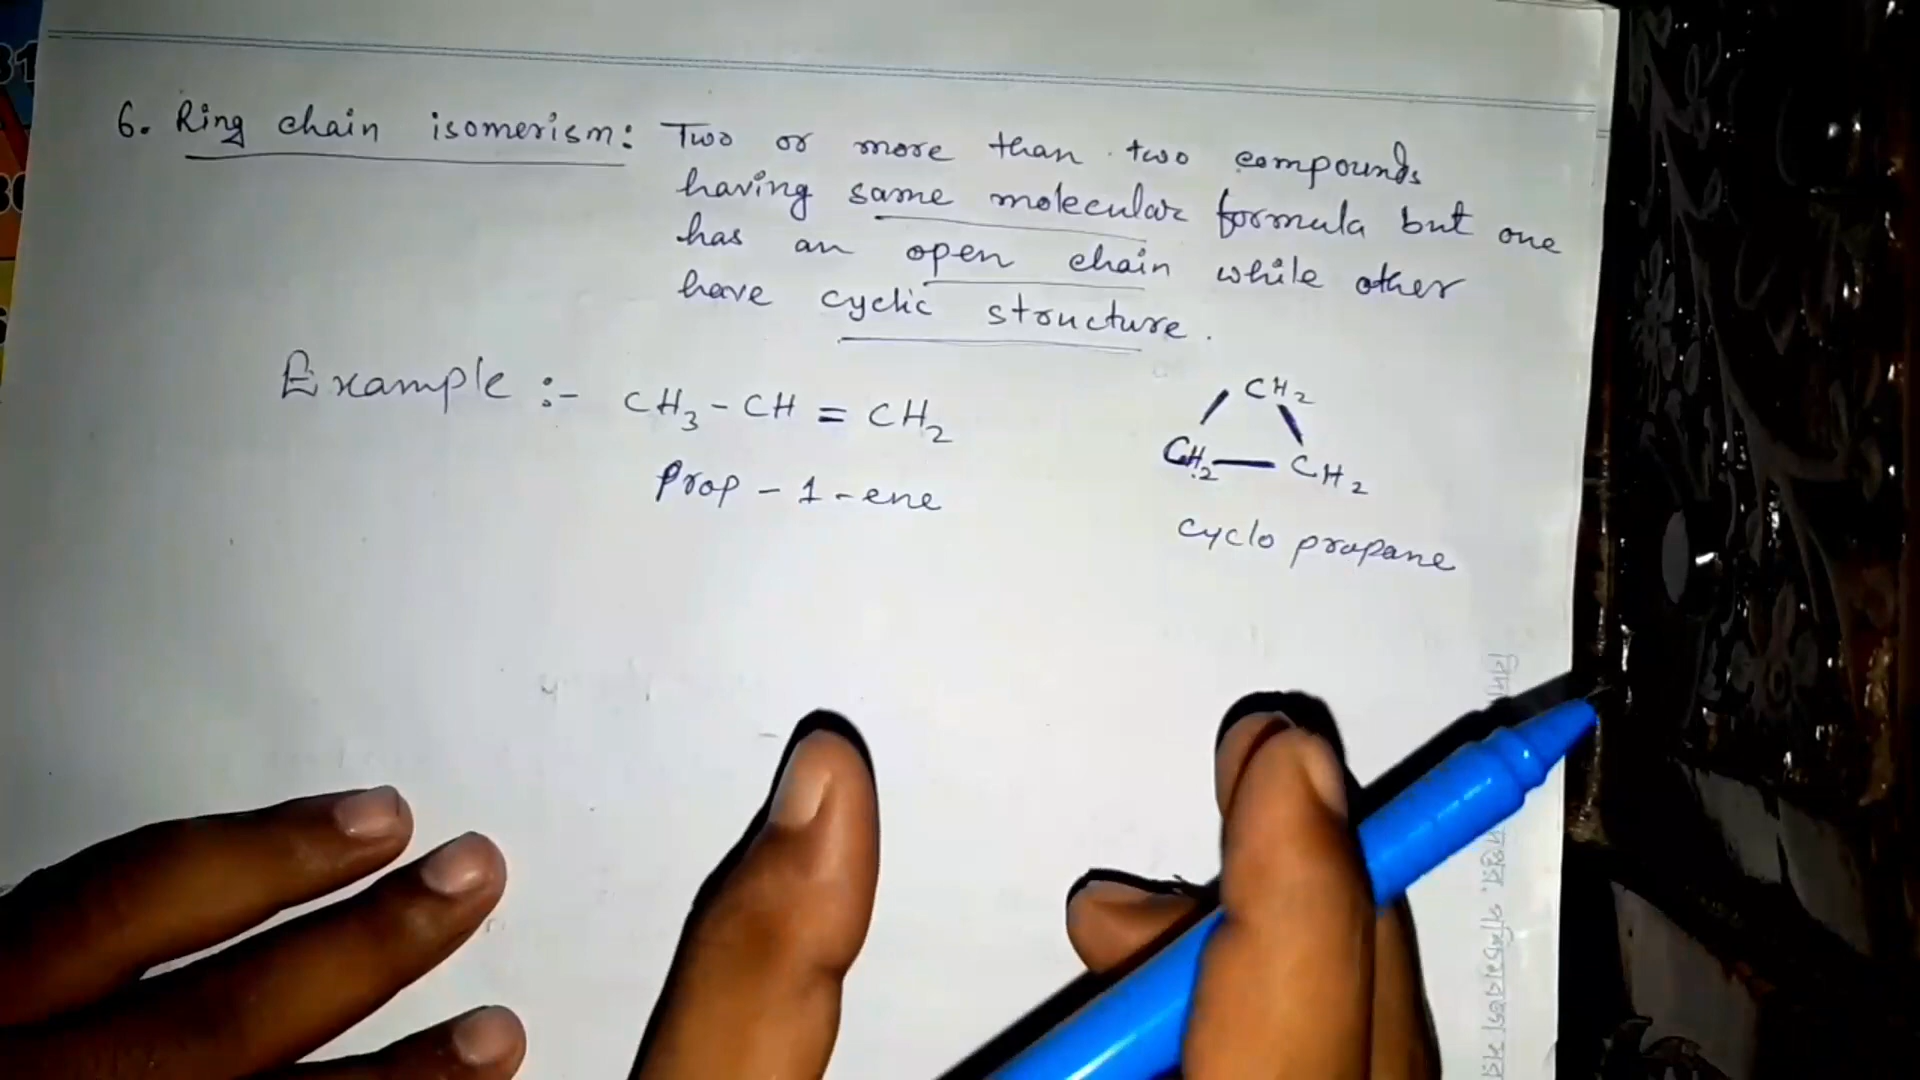 6. Ring chain isomerism: Two or more than two compounds
having same molecular formula but one
has an open chain while other
have cyclic structure.
Example :- CH3 - CH = CH2
Prop - 1 - ene
CH2
CH2 — CH2
cyclo propane